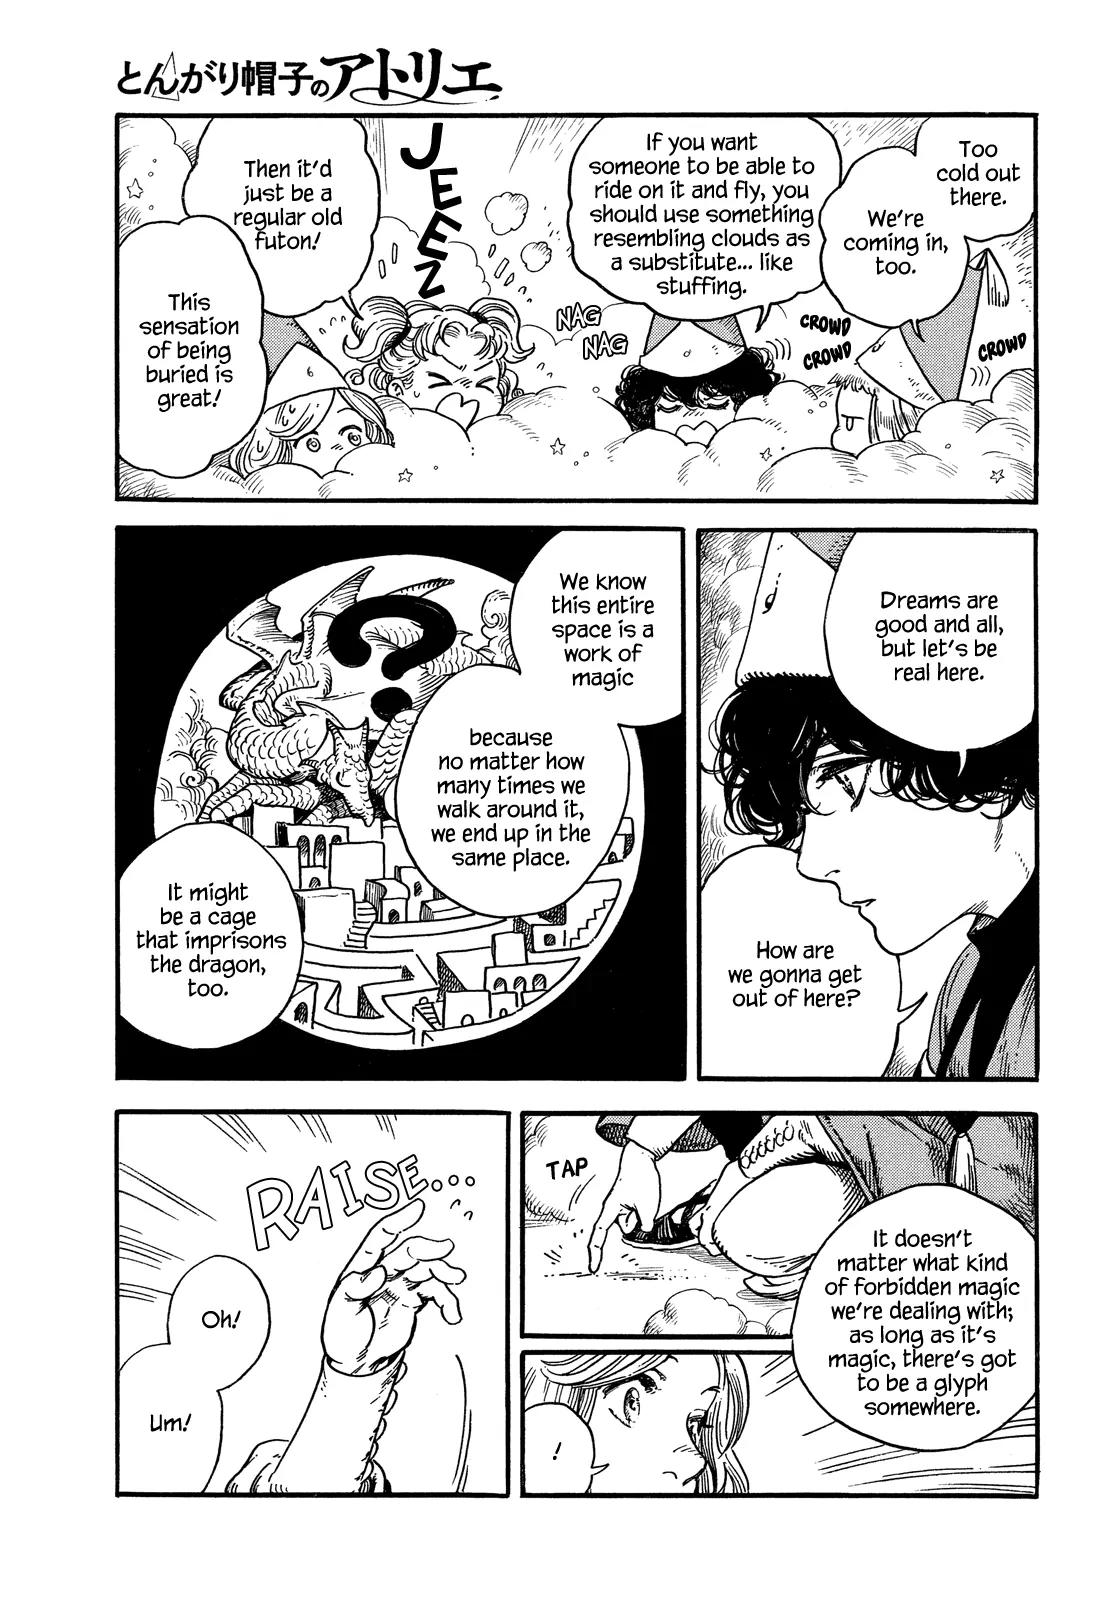 とんがり帽子のアトリエ
Too
cold out
there.
We're
coming in,
too.
CROWD
CROWD
CROWD
If you want
someone to be able to
ride on it and fly, you
should use something
resembling clouds as
a substitute... like
stuffing.
NAG
NAG
JEEZ
Then it'd
just be a
regular old
futon!
This
sensation
of being
buried is
great!
Dreams are
good and all,
but let's be
real here.
How are
we gonna get
out of here?
We know
this entire
space is a
work of
magic
because
no matter how
many times we
walk around it,
we end up in the
same place.
?
It might
be a cage
that imprisons
the dragon,
too.
TAP
It doesn't
matter what kind
of forbidden magic
we're dealing with;
as long as it's
magic, there's got
to be a glyph
somewhere.
!
RAISE...
Oh!
Um!